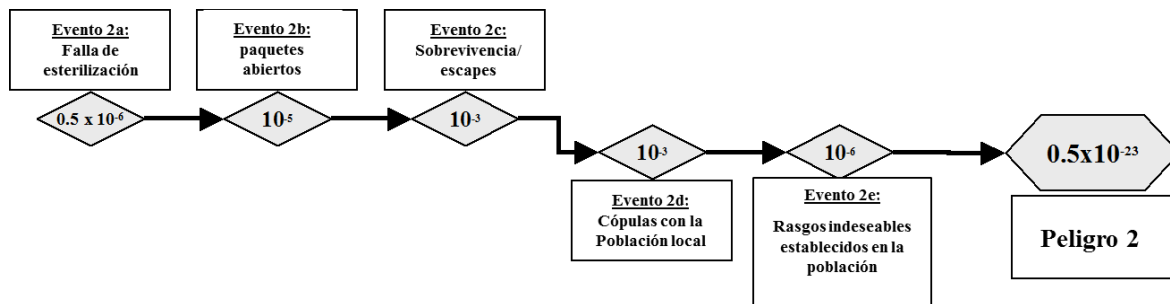 Evento 2a:
Falla de
esterilización
Evento 2b:
paquetes
abiertos
Evento 2c:
Sobrevivencia/
escapes
0.5 x 10-6
10-5
10-3
10-3
10-6
0.5x10-23
Evento 2d:
Cópulas con la
Población local
Evento 2e:
Rasgos indeseables
establecidos en la
población
Peligro 2